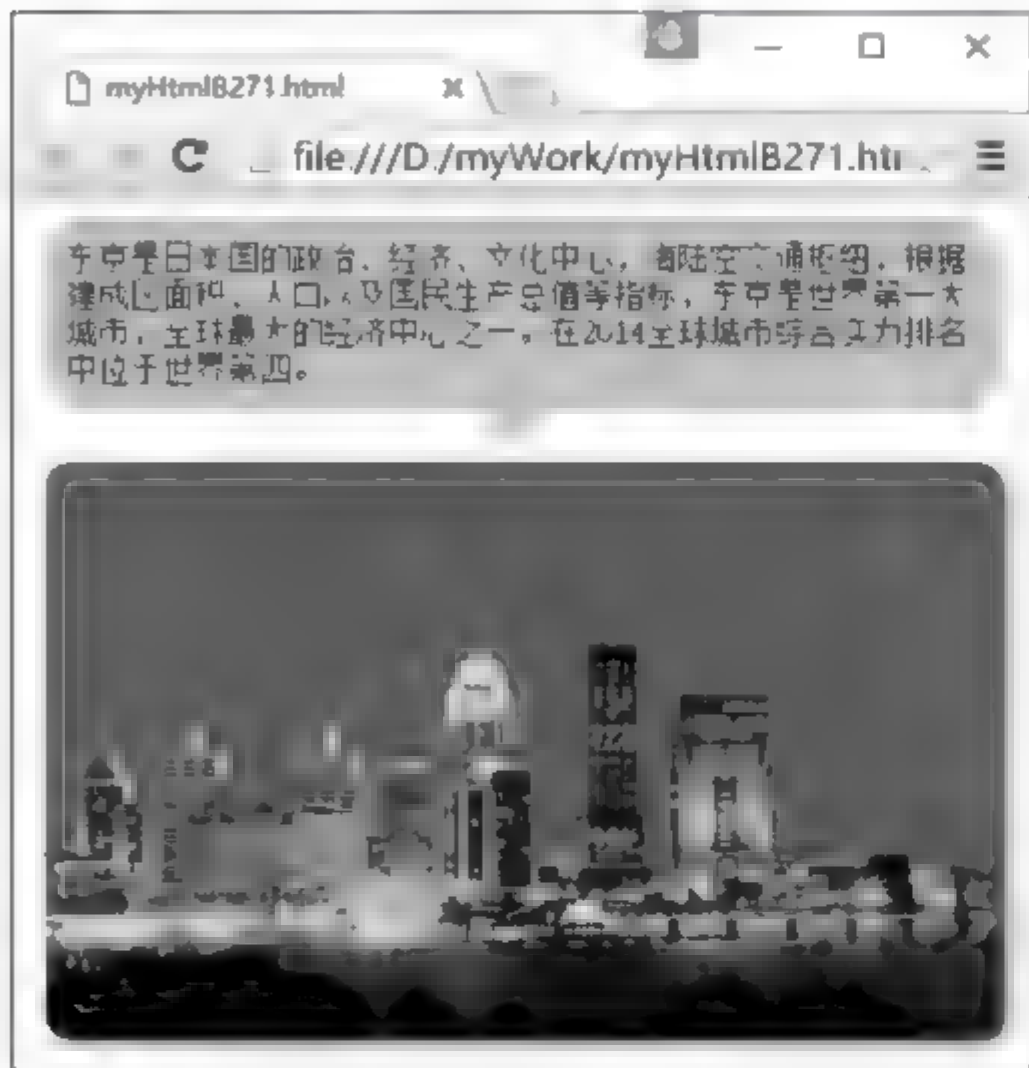 myHtmlB271.html
file:///D:/myWork/myHtmlB271.htm
东京是日本国的政治、经济、文化中心，海陆空交通枢纽，根据
建成区面积、人口以及国民生产总值等指标，东京是世界第一大
城市，全球最大的经济中心之一。在2014全球城市综合实力排名
中位于世界第四。